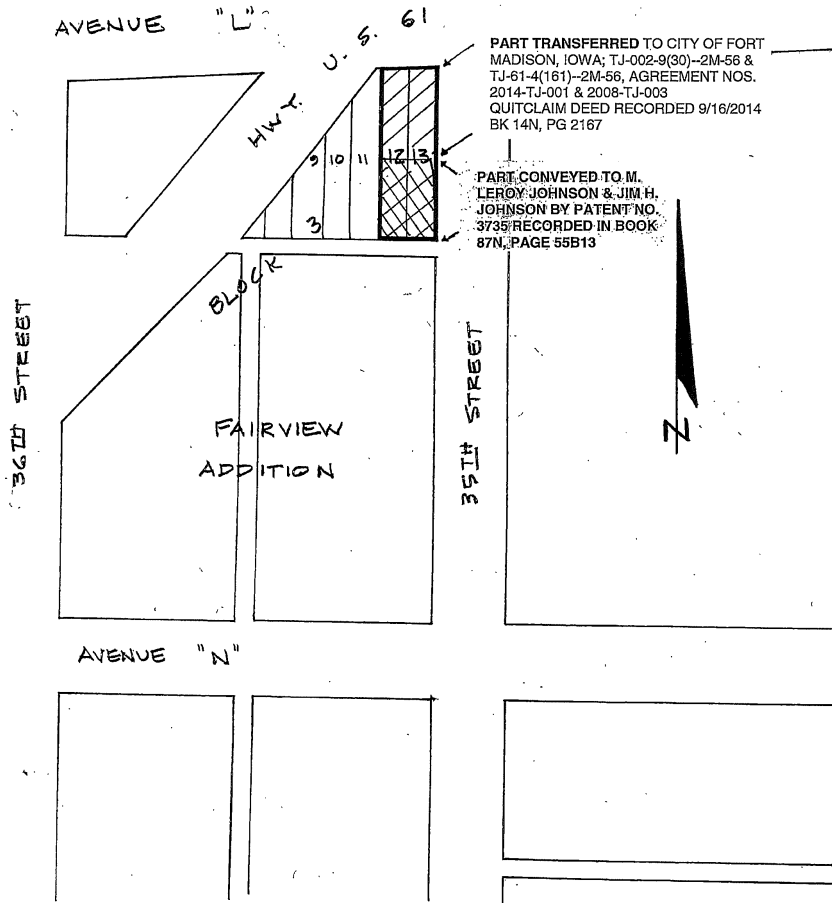 AVENUE "L"
HWY. U.S. 61
PART TRANSFERRED TO CITY OF FORT
MADISON, IOWA; TJ-002-9(30)--2M-56 &
TJ-61-4(161)--2M-56, AGREEMENT NOS.
2014-TJ-001 & 2008-TJ-003
QUITCLAIM DEED RECORDED 9/16/2014
BK 14N, PG 2167
9 10 11 12 13
PART CONVEYED TO M.
LEROY JOHNSON & JIM H.
JOHNSON BY PATENT NO.
3735 RECORDED IN BOOK
87N, PAGE 55B13
3
BLOCK
36TH STREET
35TH STREET
FAIRVIEW
ADDITION
N
AVENUE "N"